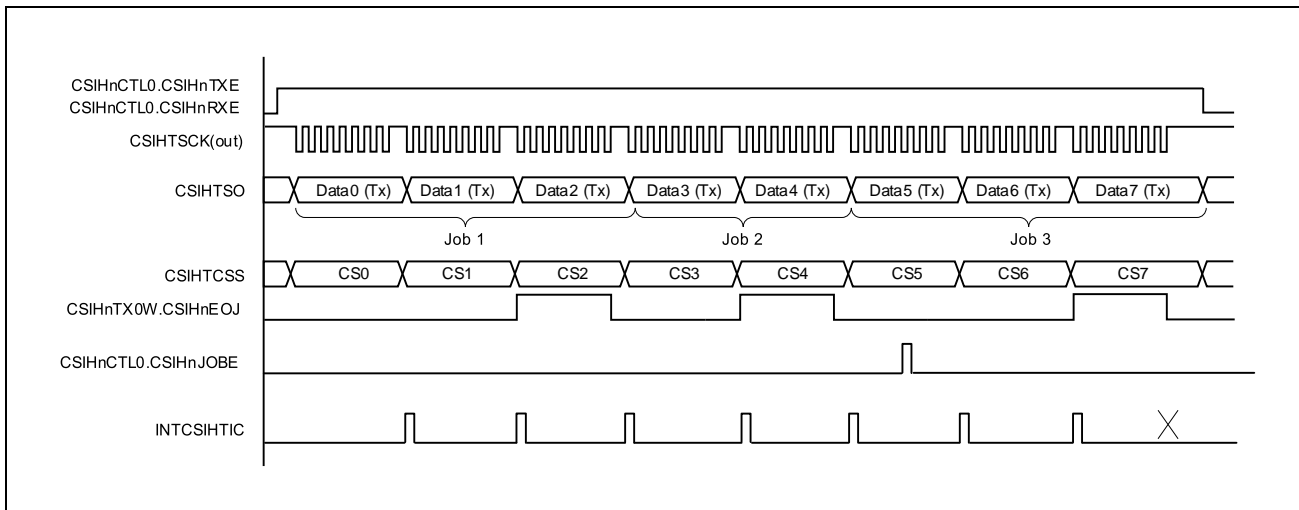 CSIHnCTL0.CSIHnTXE
CSIHnCTL0.CSIHnRXE
CSIHTSCK(out)
CSIHTSO
Data0 (Tx) Data1 (Tx) Data2 (Tx) Data3 (Tx) Data4 (Tx) Data5 (Tx) Data6 (Tx) Data7 (Tx)
Job 1 Job 2 Job 3
CSIHTCSS
CS0 CS1 CS2 CS3 CS4 CS5 CS6 CS7
CSIHnTX0W.CSIHnEOJ
CSIHnCTL0.CSIHnJOBE
INTCSIHTIC